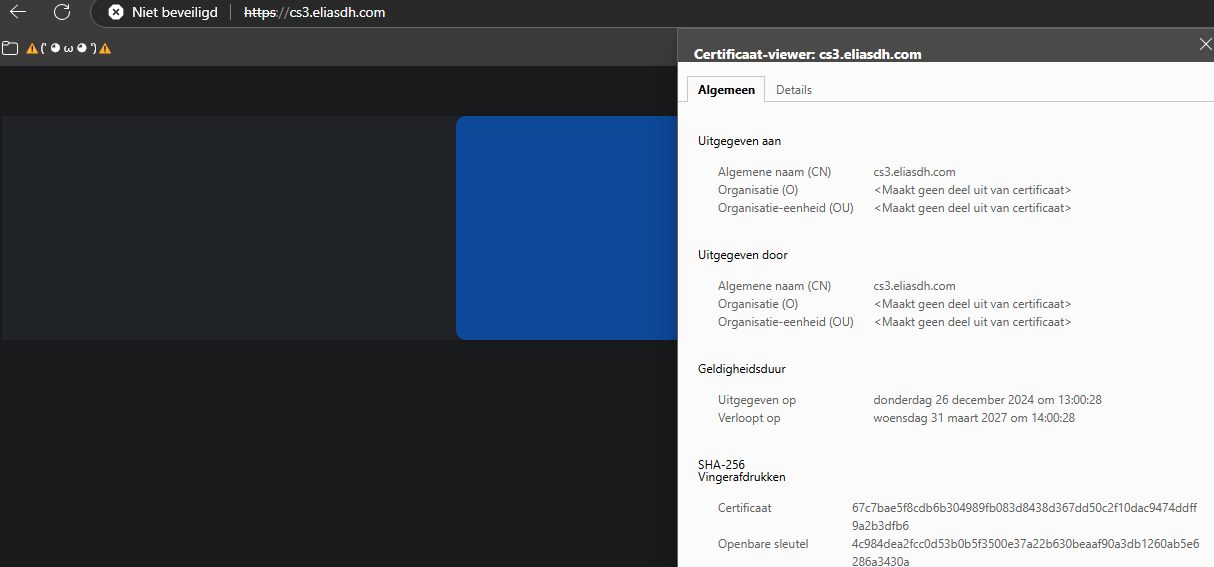 Niet beveiligd https://cs3.eliasdh.com
⚠️(' ◕ ω ◕ ')⚠️
Certificaat-viewer: cs3.eliasdh.com
Algemeen Details
Uitgegeven aan
Algemene naam (CN) cs3.eliasdh.com
Organisatie (O) <Maakt geen deel uit van certificaat>
Organisatie-eenheid (OU) <Maakt geen deel uit van certificaat>
Uitgegeven door
Algemene naam (CN) cs3.eliasdh.com
Organisatie (O) <Maakt geen deel uit van certificaat>
Organisatie-eenheid (OU) <Maakt geen deel uit van certificaat>
Geldigheidsduur
Uitgegeven op donderdag 26 december 2024 om 13:00:28
Verloopt op woensdag 31 maart 2027 om 14:00:28
SHA-256
Vingerafdrukken
Certificaat 67c7bae5f8cdb6b304989fb083d8438d367dd50c2f10dac9474ddff
9a2b3dfb6
Openbare sleutel 4c984dea2fcc0d53b0b5f3500e37a22b630beaaf90a3db1260ab5e6
286a3430a